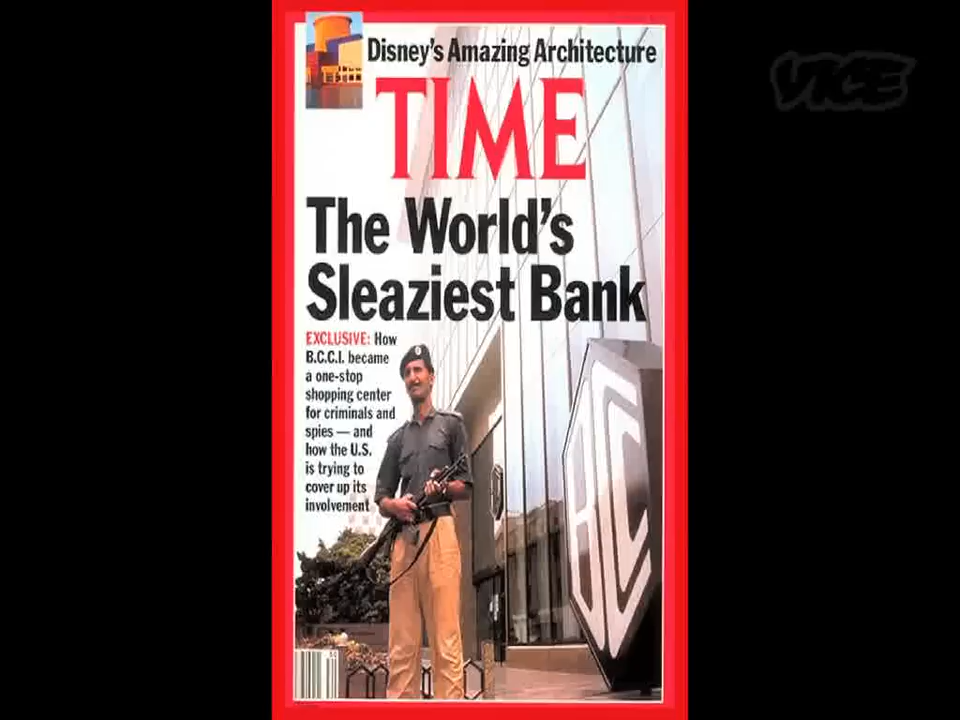 Disney's Amazing Architecture
VICE
TIME
The World's
Sleaziest Bank
EXCLUSIVE: How
B.C.C.I. became
a one-stop
shopping center
for criminals and
spies — and
how the U.S.
is trying to
cover up its
involvement